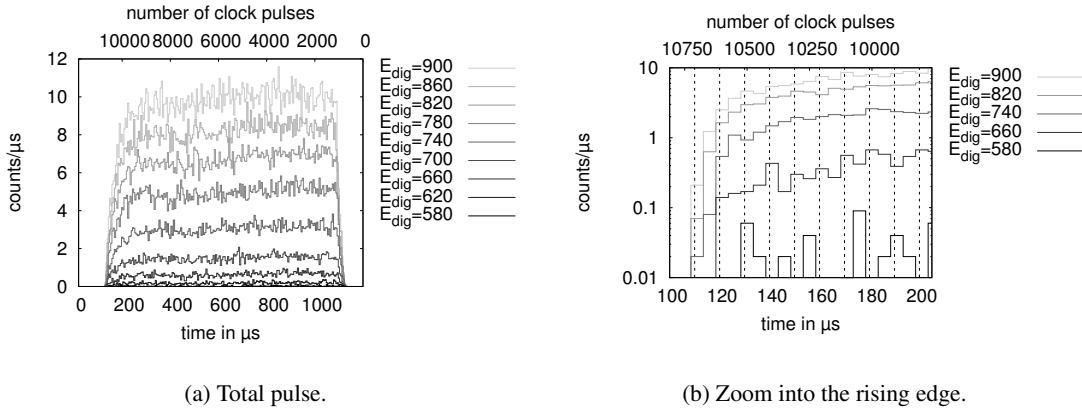 number of clock pulses
10000 8000 6000 4000 2000 0
12
10
8
6
4
2
0
counts/µs
0 200 400 600 800 1000
time in µs
E_dig=900
E_dig=860
E_dig=820
E_dig=780
E_dig=740
E_dig=700
E_dig=660
E_dig=620
E_dig=580
(a) Total pulse.
number of clock pulses
10750 10500 10250 10000
10
1
0.1
0.01
counts/µs
100 120 140 160 180 200
time in µs
E_dig=900
E_dig=820
E_dig=740
E_dig=660
E_dig=580
(b) Zoom into the rising edge.